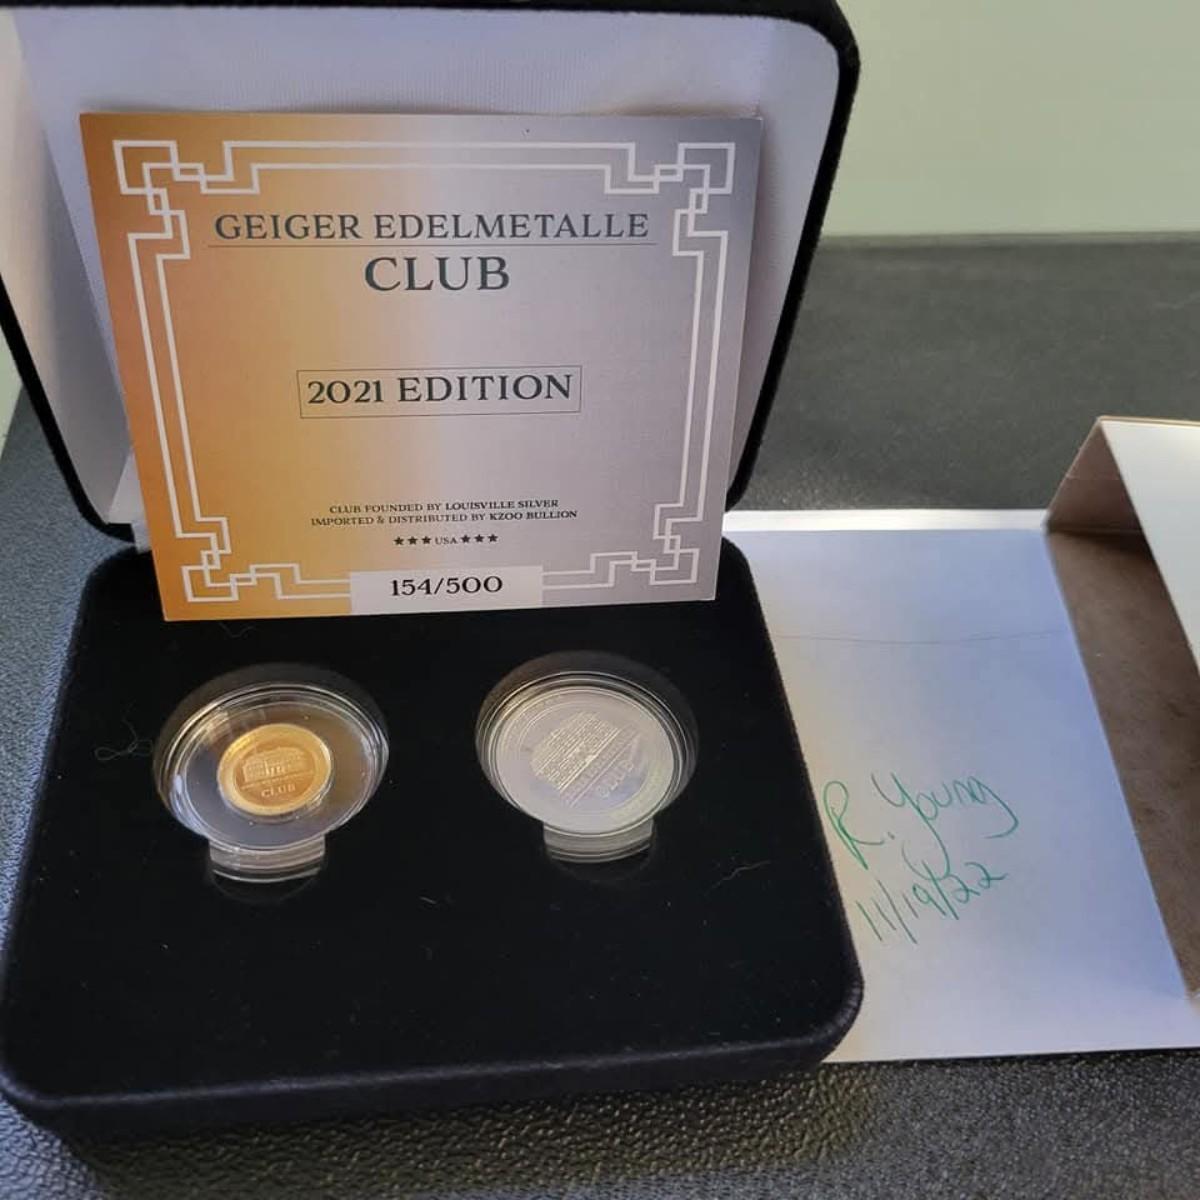 GEIGER EDELMETALLE
CLUB
2021 EDITION
CLUB FOUNDED BY LOUISVILLE SILVER
IMPORTED & DISTRIBUTED BY KZOO BULLION
★★★ USA ★★★
154/500
CLUB
CLUB
R. Young
11/19/22